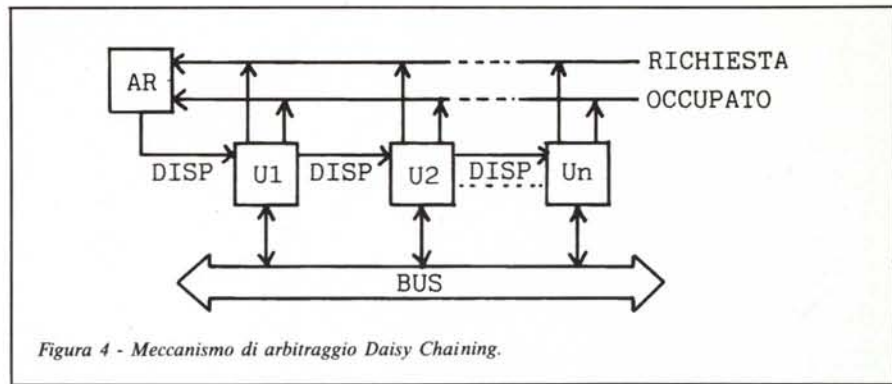 RICHIESTA
AR
OCCUPATO
DISP U1 DISP U2 DISP Un
BUS
Figura 4 - Meccanismo di arbitraggio Daisy Chaining.